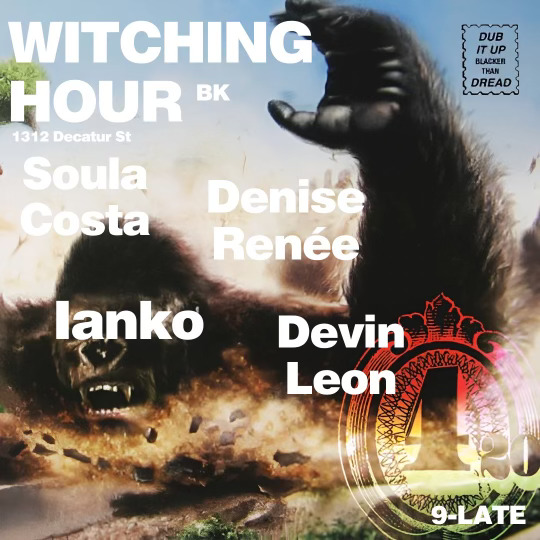 WITCHING
HOUR BK
1312 Decatur St
DUB
IT UP
BLACKER
THAN
DREAD
Soula
Costa
Denise
Renée
Ianko
Devin
Leon
420
9-LATE